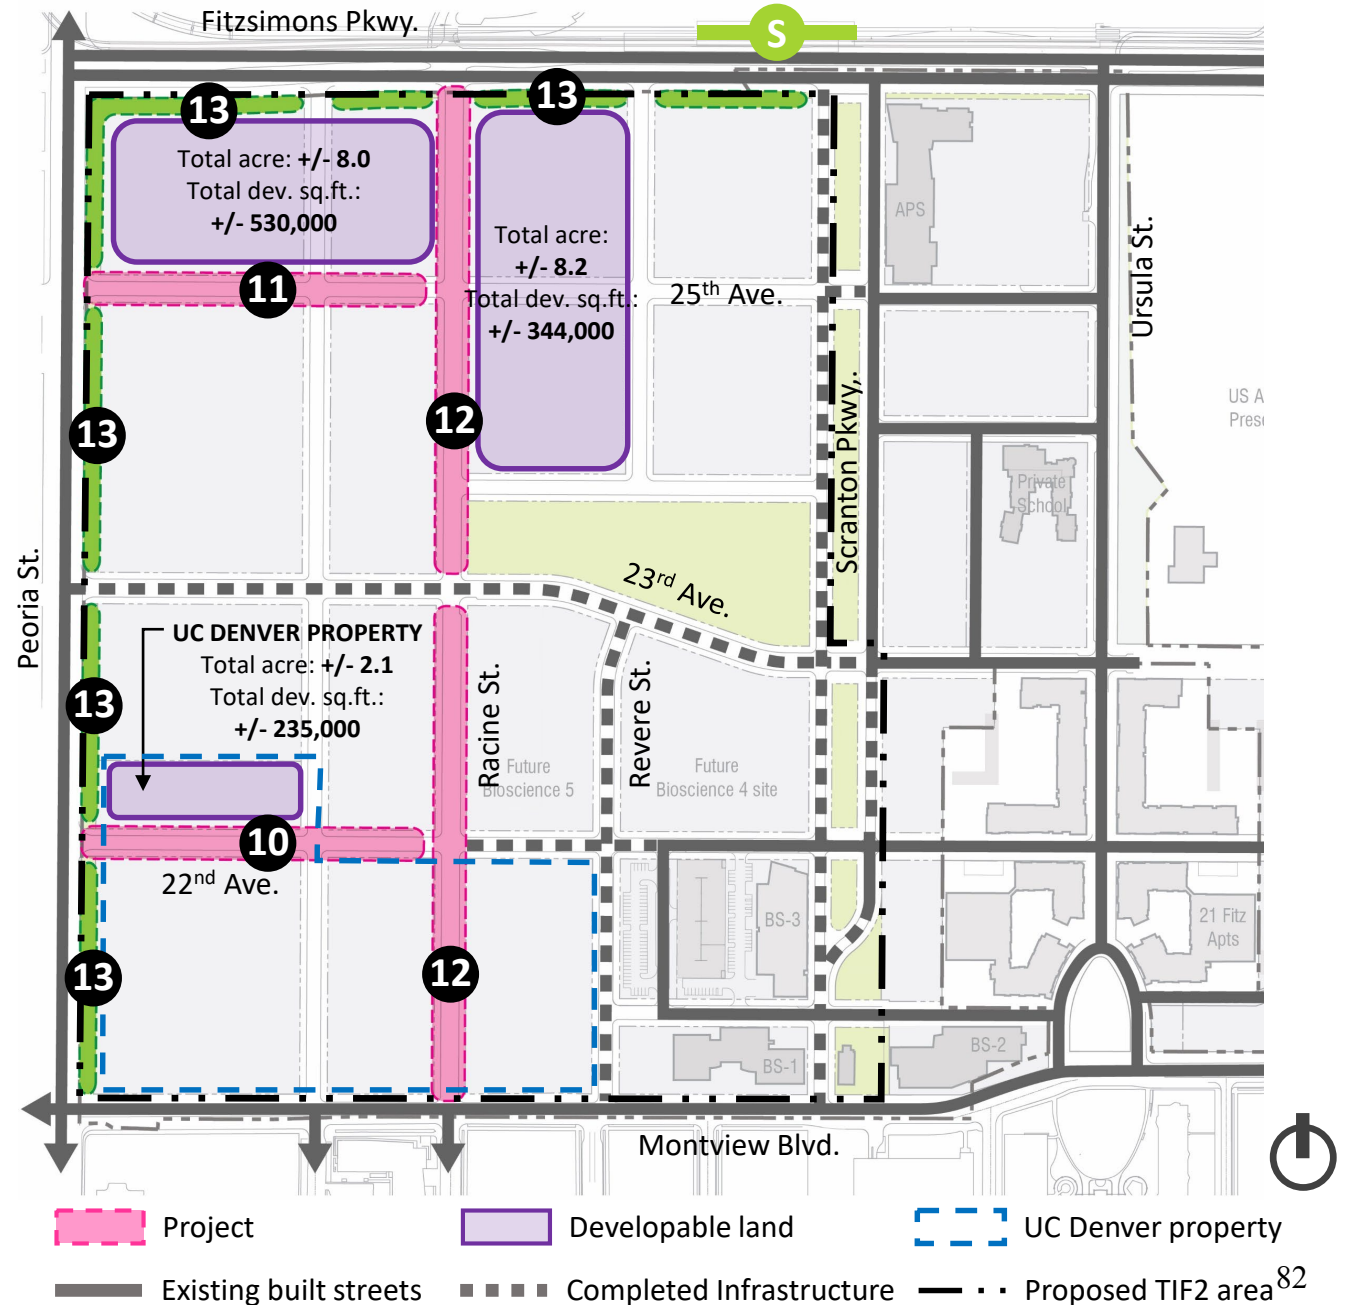 Fitzsimons Pkwy.
S
13
13
Total acre: +/- 8.0
Total dev. sq.ft.:
+/- 530,000
Total acre:
+/- 8.2
Total dev. sq.ft.:
+/- 344,000
APS
11
25th Ave.
Ursula St.
US A
Prese
13
12
Scranton Pkwy,.
Private
School
Peoria St.
23rd Ave.
UC DENVER PROPERTY
Total acre: +/- 2.1
Total dev. sq.ft.:
+/- 235,000
13
Racine St.
Revere St.
Future
Bioscience 5
Future
Bioscience 4 site
10
22nd Ave.
BS-3
21 Fitz
Apts
13
12
BS-1
BS-2
Montview Blvd.
Project
Developable land
UC Denver property
Existing built streets
Completed Infrastructure
Proposed TIF2 area
82